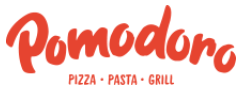 Pomodoro
PIZZA • PASTA • GRILL